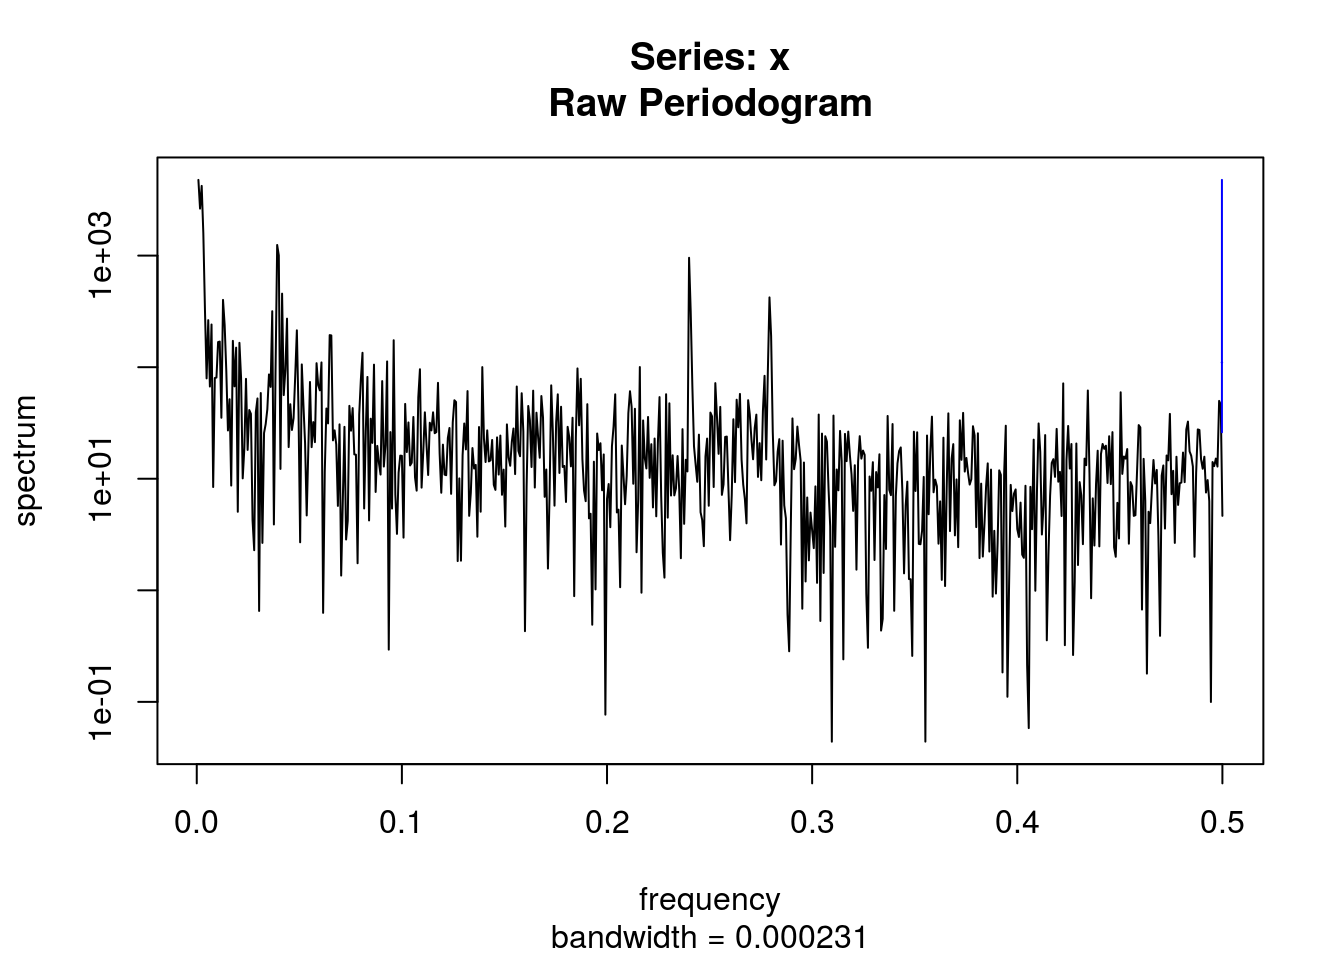 Series: x
Raw Periodogram
spectrum
1e+03
1e+01
1e-01
0.0 0.1 0.2 0.3 0.4 0.5
frequency
bandwidth = 0.000231